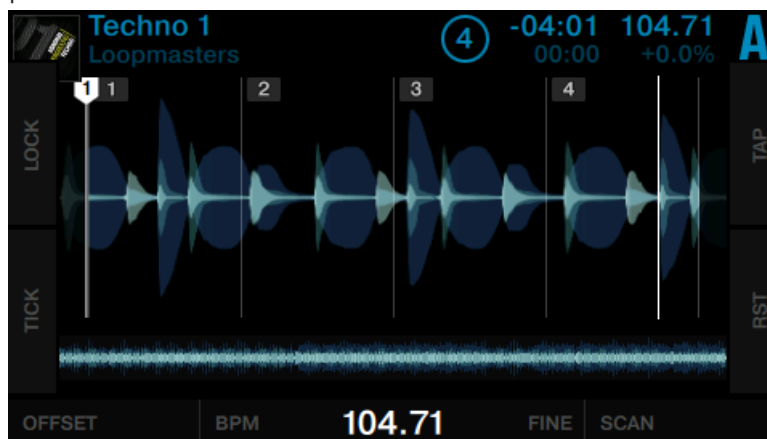 Techno 1
Loopmasters
4
-04:01 104.71
00:00 +0.0%
A
1 1 2 3 4
LOCK
TICK
TAP
RST
OFFSET BPM 104.71 FINE SCAN